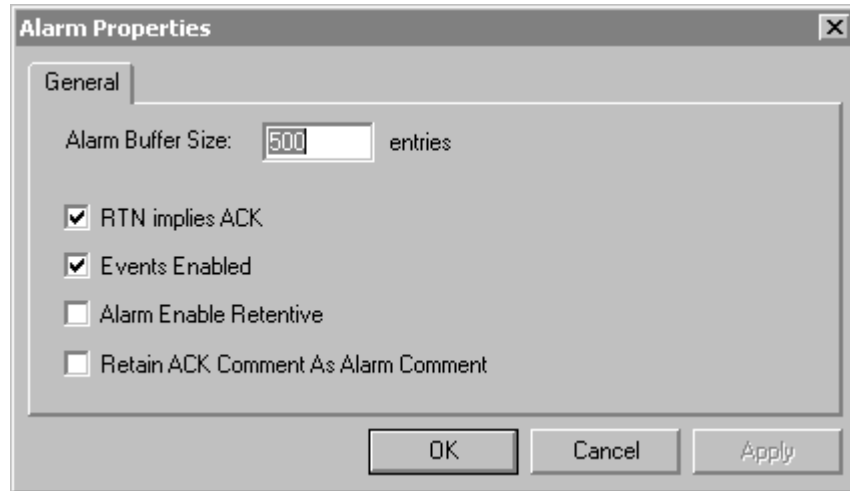 Alarm Properties
General
Alarm Buffer Size: 500 entries
RTN implies ACK
Events Enabled
Alarm Enable Retentive
Retain ACK Comment As Alarm Comment
OK Cancel Apply